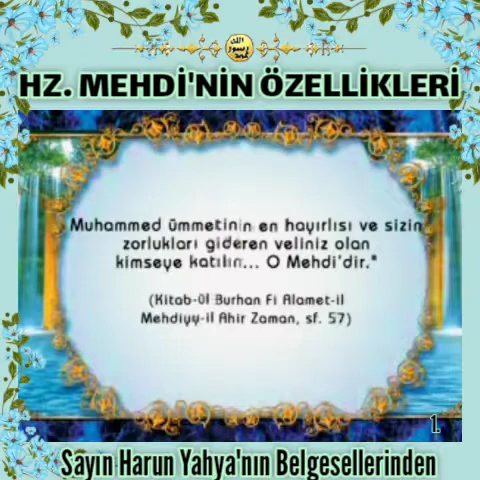 HZ. MEHDİ'NİN ÖZELLİKLERİ
Muhammed ümmetinin en hayırlısı ve sizin
zorlukları gideren veliniz olan
kimseye katılın... O Mehdi'dir."
(Kitab-ül Burhan Fi Alamet-il
Mehdiyy-il Ahir Zaman, sf. 57)
1.
Sayın Harun Yahya'nın Belgesellerinden